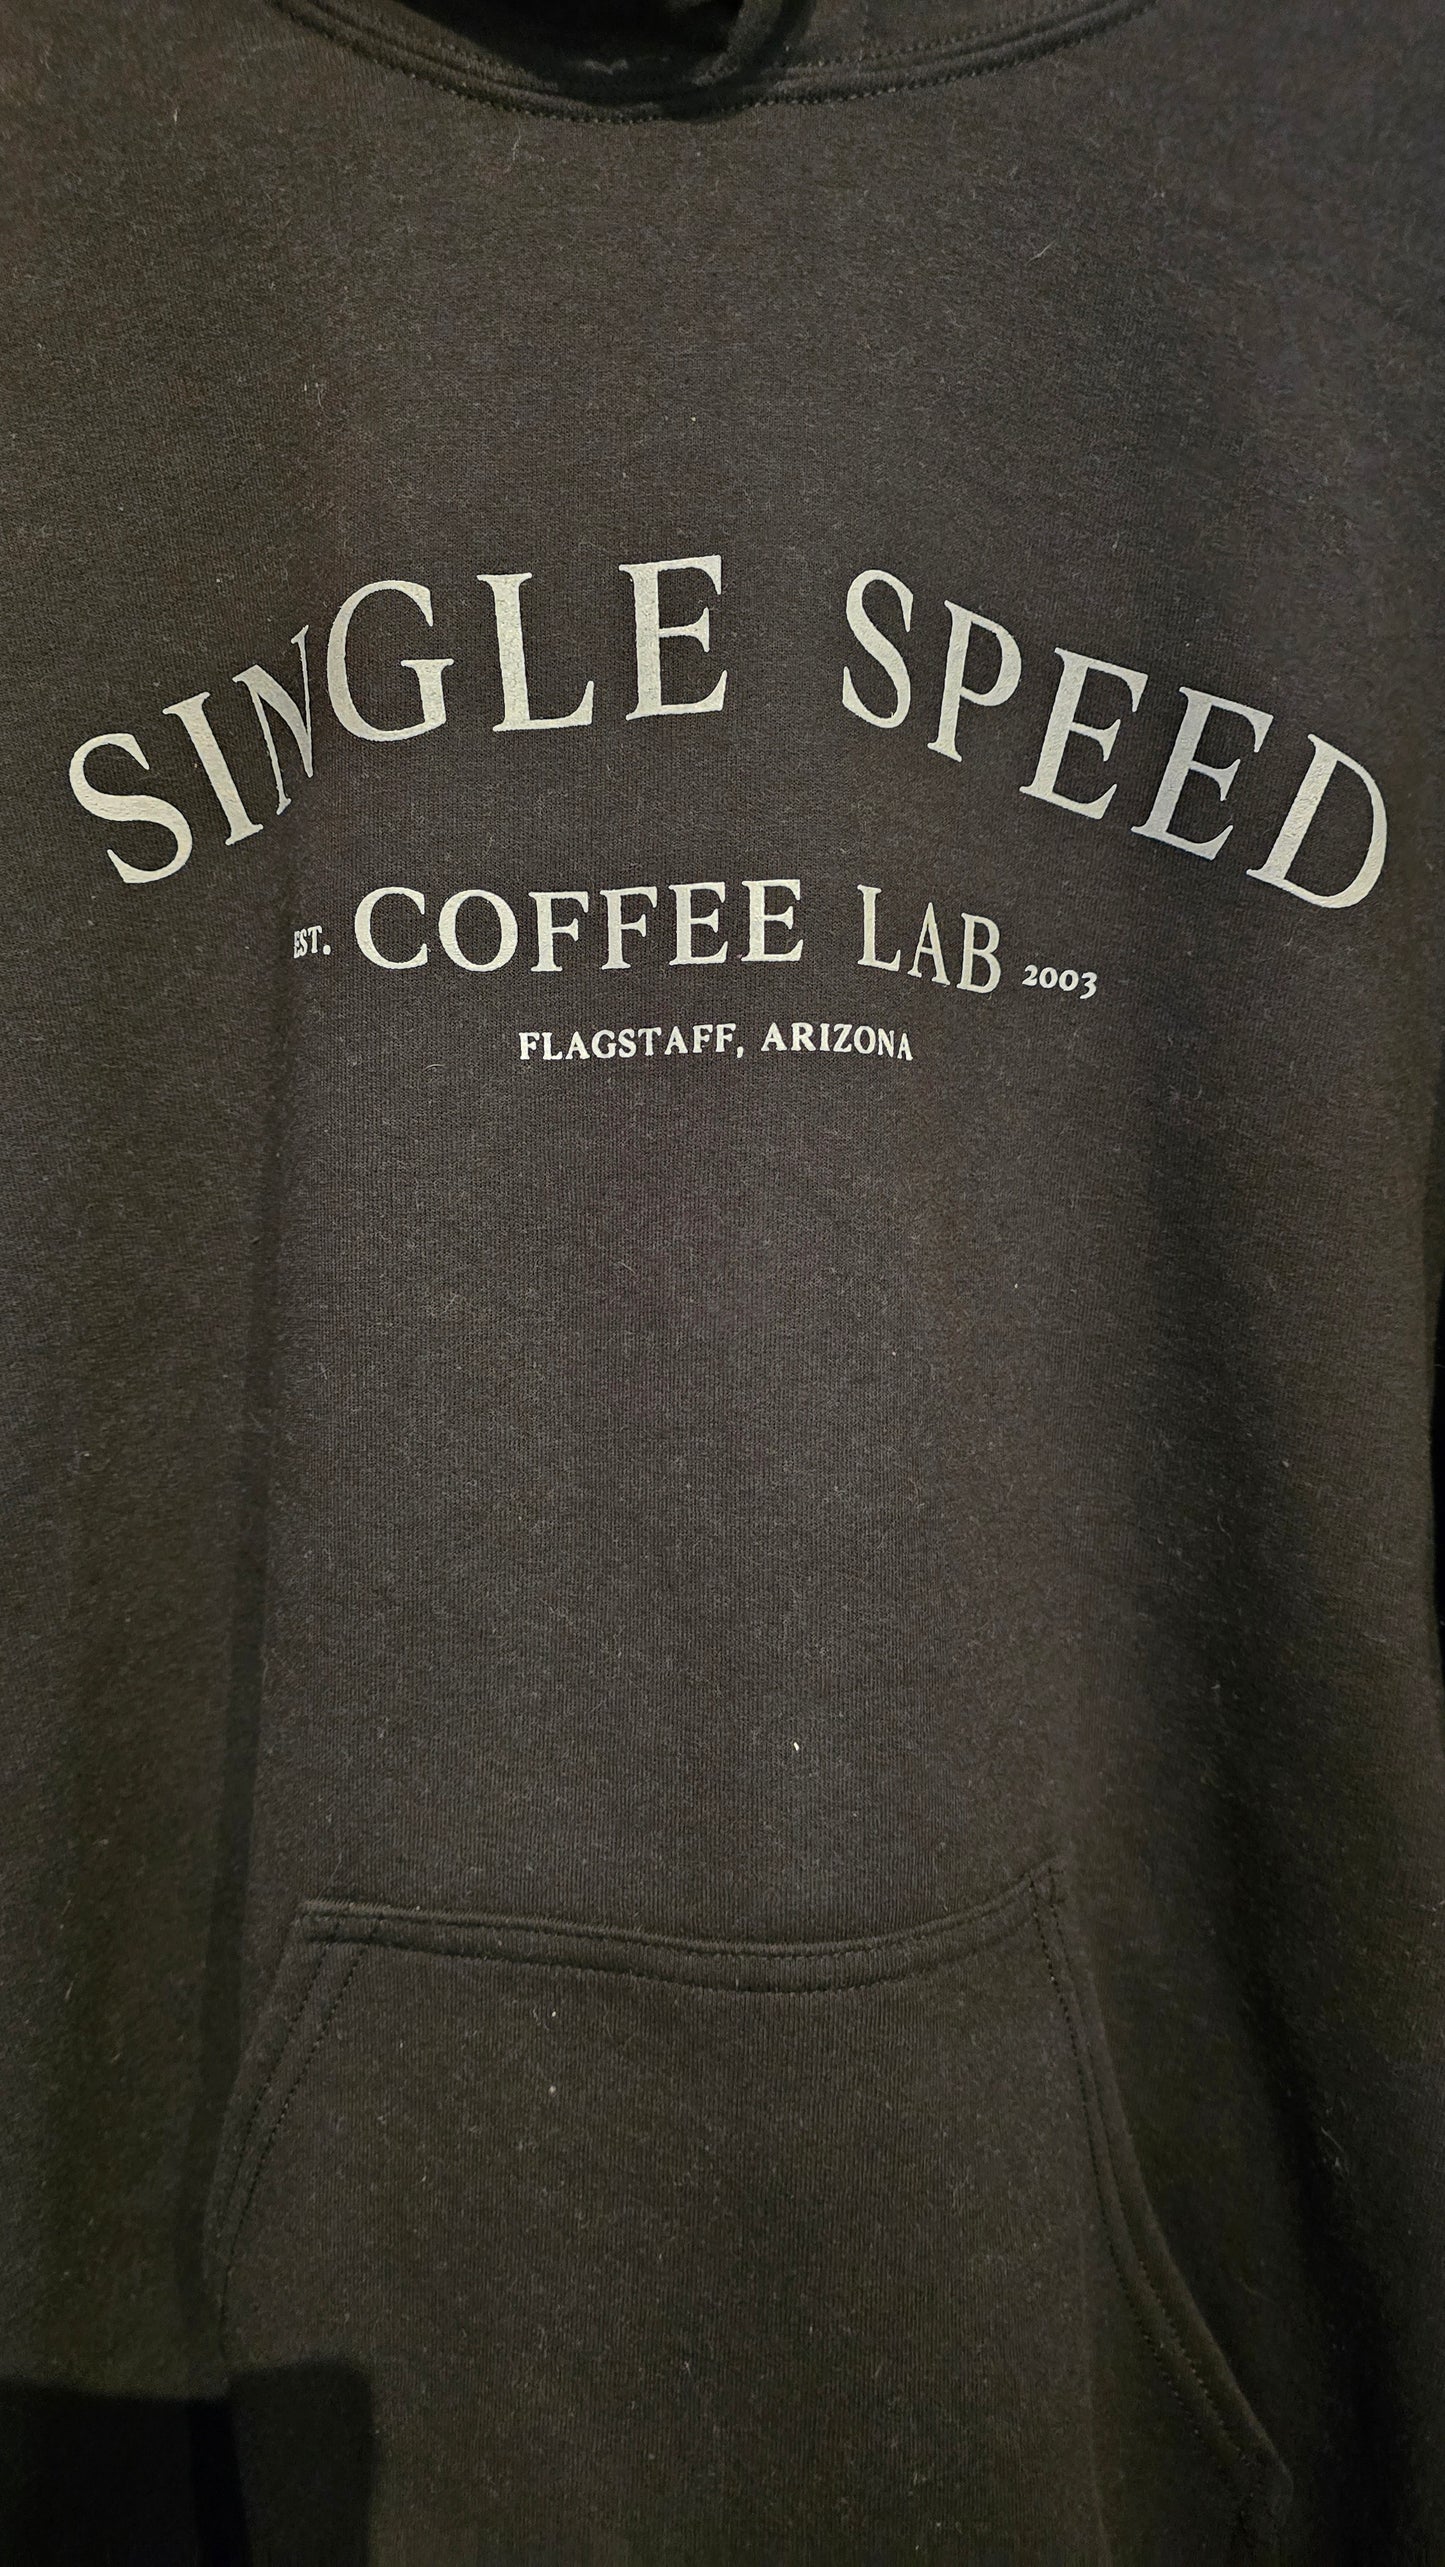 SINGLE SPEED
EST. COFFEE LAB 2003
FLAGSTAFF, ARIZONA